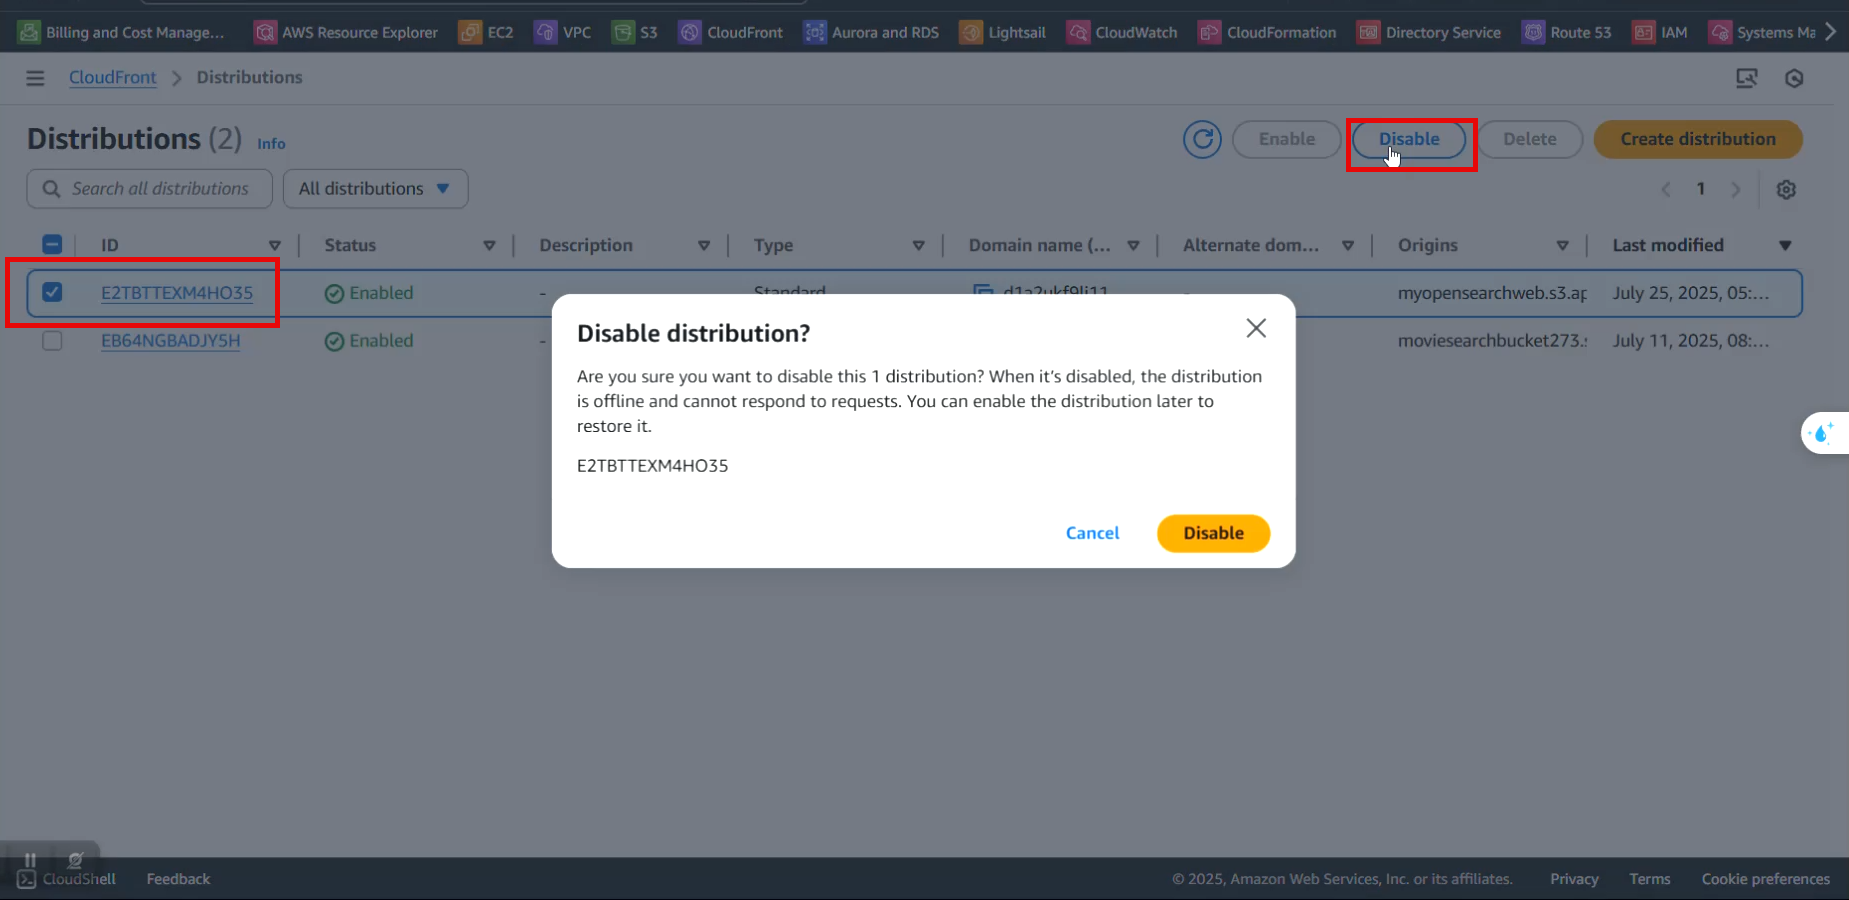 Billing and Cost Manage... AWS Resource Explorer EC2 VPC S3 CloudFront Aurora and RDS Lightsail CloudWatch CloudFormation Directory Service Route 53 IAM Systems Ma
CloudFront > Distributions
Distributions (2) Info
Enable Disable Delete Create distribution
Search all distributions All distributions 1
ID Status Description Type Domain name (... Alternate dom... Origins Last modified
E2TBTTEXM4HO35 Enabled - Standard myopensearchweb.s3.ap July 25, 2025, 05:...
EB64NGBADJY5H Enabled - moviesearchbucket273.s July 11, 2025, 08:...
Disable distribution?
Are you sure you want to disable this 1 distribution? When it's disabled, the distribution
is offline and cannot respond to requests. You can enable the distribution later to
restore it.
E2TBTTEXM4HO35
Cancel Disable
CloudShell Feedback © 2025, Amazon Web Services, Inc. or its affiliates. Privacy Terms Cookie preferences